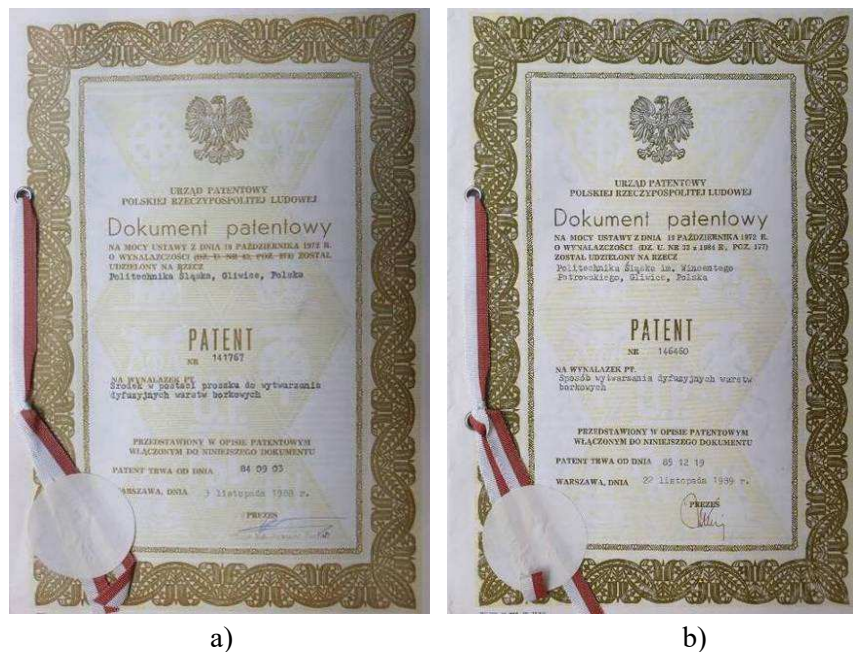 URZĄD PATENTOWY
POLSKIEJ RZECZYPOSPOLITEJ LUDOWEJ
Dokument patentowy
NA MOCY USTAWY Z DNIA 19 PAŹDZIERNIKA 1972 R.
O WYNALAZCZOŚCI (DZ. U. NR 43, POZ. 272) ZOSTAŁ
UDZIELONY NA RZECZ
Politechnika Śląska, Gliwice, Polska
PATENT
NR 141767
NA WYNALAZEK PT.
Środek w postaci proszku do wytwarzania
dyfuzyjnych warstw borkowych
PRZEDSTAWIONY W OPISIE PATENTOWYM
WŁĄCZONYM DO NINIEJSZEGO DOKUMENTU
PATENT TRWA OD DNIA 84 09 03
WARSZAWA, DNIA 3 listopada 1988 r.
PREZES
a)
URZĄD PATENTOWY
POLSKIEJ RZECZYPOSPOLITEJ LUDOWEJ
Dokument patentowy
NA MOCY USTAWY Z DNIA 19 PAŹDZIERNIKA 1972 R.
O WYNALAZCZOŚCI (DZ. U. NR 33 z 1984 R., POZ. 177)
ZOSTAŁ UDZIELONY NA RZECZ
Politechnika Śląska im. Wincentego
Pstrowskiego, Gliwice, Polska
PATENT
NR 146460
NA WYNALAZEK PT.
Sposób wytwarzania dyfuzyjnych warstw
borkowych
PRZEDSTAWIONY W OPISIE PATENTOWYM
WŁĄCZONYM DO NINIEJSZEGO DOKUMENTU
PATENT TRWA OD DNIA 85 12 19
WARSZAWA, DNIA 22 listopada 1989 r.
PREZES
b)